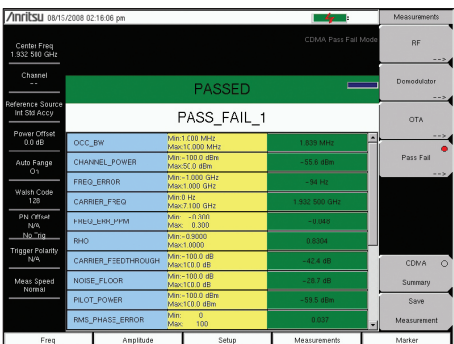 Anritsu 08/15/2008 02:16:06 pm
Measurements
CDMA Pass Fail Mode
Center Freq
1.932 500 GHz
Channel
--
Reference Source
Int Std Accy
Power Offset
0.0 dB
Auto Range
On
Walsh Code
128
PN Offset
N/A
No Trig
Trigger Polarity
N/A
Meas Speed
Normal
PASSED
PASS_FAIL_1
OCC_BW
Min:1.000 MHz
Max:10.000 MHz
1.839 MHz
CHANNEL_POWER
Min:-100.0 dBm
Max:50.0 dBm
-55.6 dBm
FREQ_ERROR
Min:-1.000 GHz
Max:1.000 GHz
-94 Hz
CARRIER_FREQ
Min:0 Hz
Max:7.100 GHz
1.932 500 GHz
FREQ_ERR_PPM
Min: -0.300
Max: 0.300
-0.048
RHO
Min:-0.9000
Max:1.0000
0.8304
CARRIER_FEEDTHROUGH
Min:-100.0 dB
Max:100.0 dB
-42.4 dB
NOISE_FLOOR
Min:-100.0 dB
Max:100.0 dB
-28.7 dB
PILOT_POWER
Min:-100.0 dBm
Max:100.0 dBm
-59.5 dBm
RMS_PHASE_ERROR
Min: 0
Max: 100
0.037
RF
-->
Demodulator
-->
OTA
-->
Pass Fail
-->
CDMA
Summary
Save
Measurement
Freq
Amplitude
Setup
Measurements
Marker